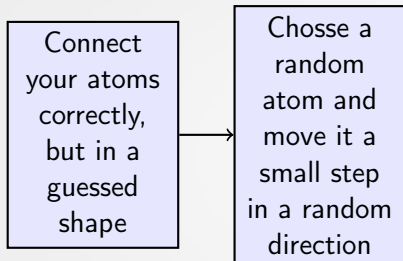 Connect
your atoms
correctly,
but in a
guessed
shape
Chosse a
random
atom and
move it a
small step
in a random
direction